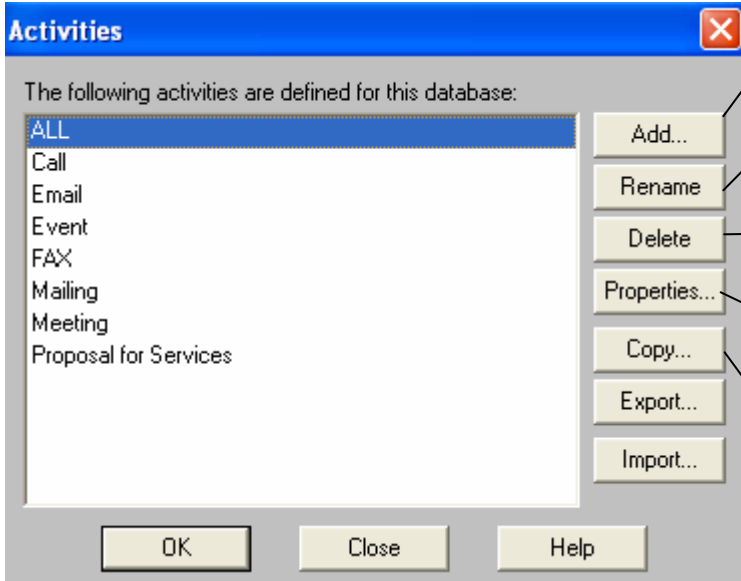 Activities
The following activities are defined for this database:
ALL
Call
Email
Event
FAX
Mailing
Meeting
Proposal for Services
Add...
Rename
Delete
Properties...
Copy...
Export...
Import...
OK
Close
Help